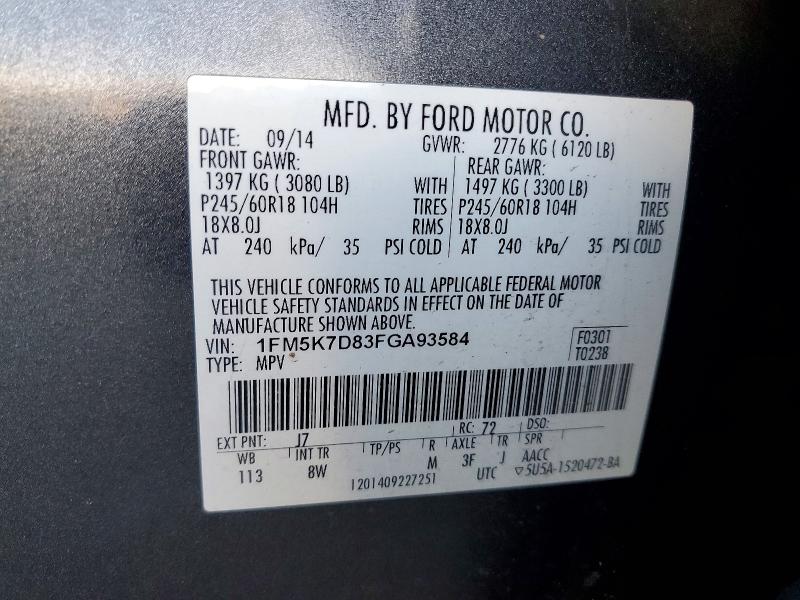 MFD. BY FORD MOTOR CO.
DATE: 09/14 GVWR: 2776 KG ( 6120 LB)
FRONT GAWR: REAR GAWR:
1397 KG ( 3080 LB) WITH 1497 KG ( 3300 LB) WITH
P245/60R18 104H TIRES P245/60R18 104H TIRES
18X8.0J RIMS 18X8.0J RIMS
AT 240 kPa/ 35 PSI COLD AT 240 kPa/ 35 PSI COLD
THIS VEHICLE CONFORMS TO ALL APPLICABLE FEDERAL MOTOR
VEHICLE SAFETY STANDARDS IN EFFECT ON THE DATE OF
MANUFACTURE SHOWN ABOVE.
VIN: 1FM5K7D83FGA93584 F0301
TYPE: MPV T0238
EXT PNT: J7 RC: 72 DSO:
WB INT TR TP/PS R AXLE TR SPR
113 8W M 3F J AACC
1201409227251 UTC ▽5U5A-1520472-BA